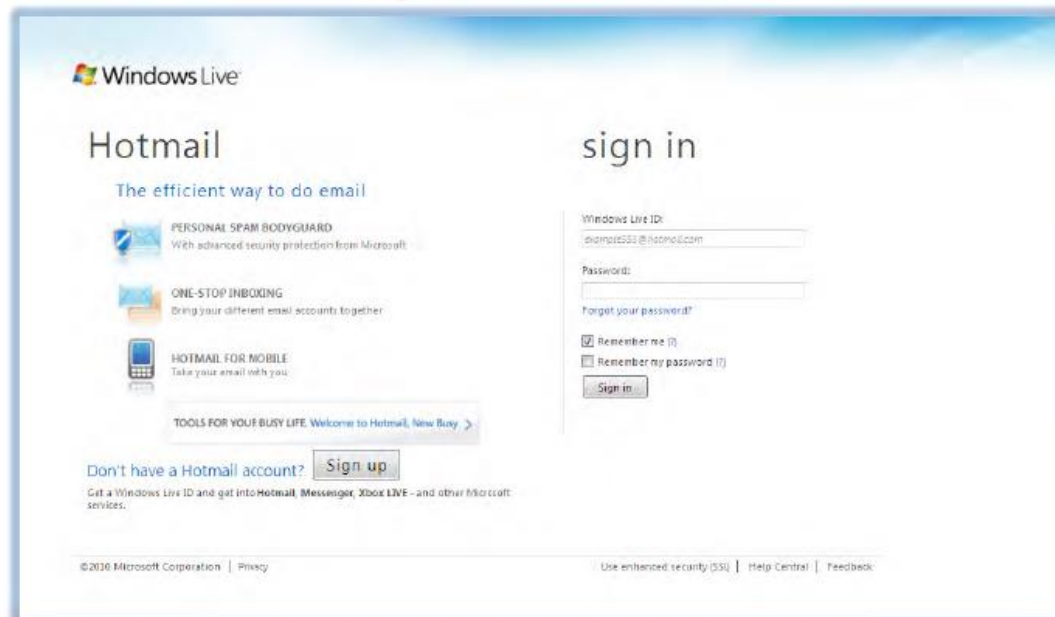 Windows Live
Hotmail
The efficient way to do email
PERSONAL SPAM BODYGUARD
With advanced security protection from Microsoft
ONE-STOP INBOXING
Bring your different email accounts together
HOTMAIL FOR MOBILE
Take your email with you
TOOLS FOR YOUR BUSY LIFE. Welcome to Hotmail, New Busy >
Don't have a Hotmail account? Sign up
Get a Windows Live ID and get into Hotmail, Messenger, Xbox LIVE - and other Microsoft
services.
sign in
Windows Live ID:
example555@hotmail.com
Password:
Forgot your password?
Remember me (?)
Remember my password (?)
Sign in
©2010 Microsoft Corporation | Privacy
Use enhanced security (SSL) | Help Central | Feedback